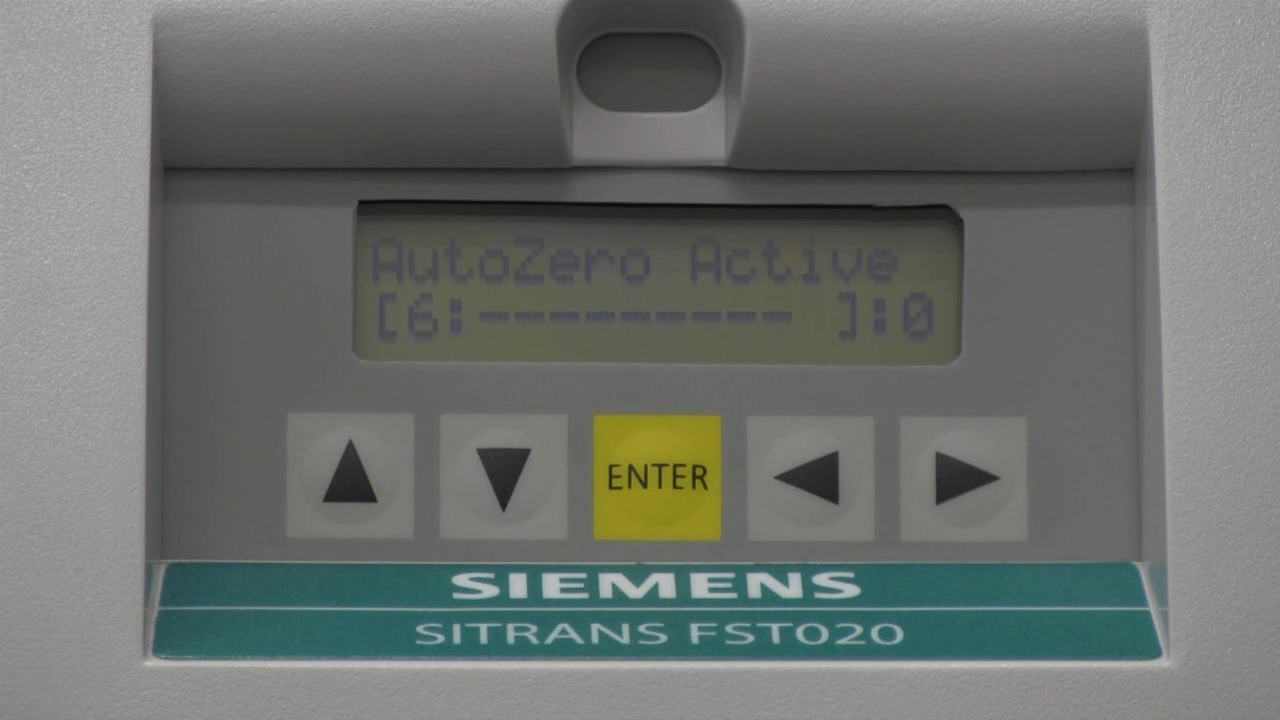 AutoZero Active
[6:--------- ]:0
ENTER
SIEMENS
SITRANS FST020